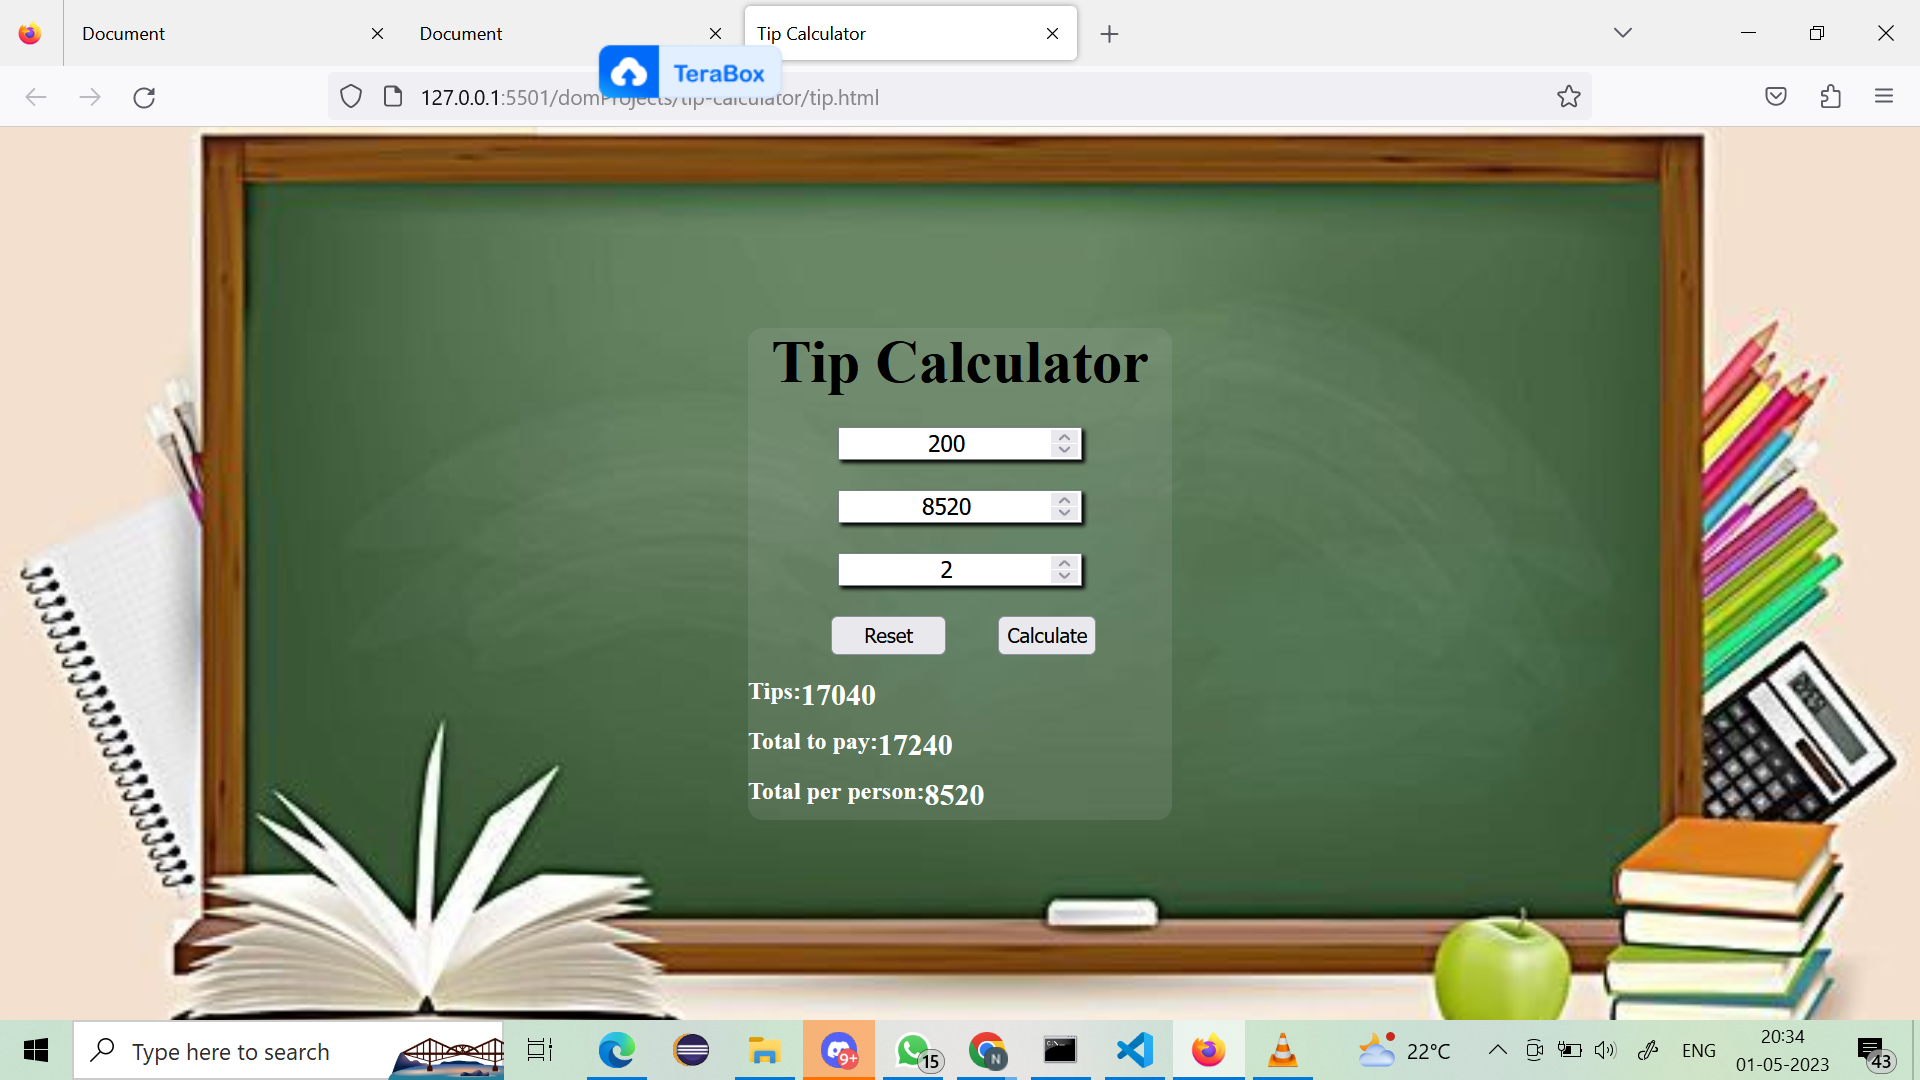 Document
Document
Tip Calculator
TeraBox
127.0.0.1:5501/domProjects/tip-calculator/tip.html
Tip Calculator
200
8520
2
Reset
Calculate
Tips:17040
Total to pay:17240
Total per person:8520
Type here to search
9+
15
N
22°C
ENG
20:34
01-05-2023
43